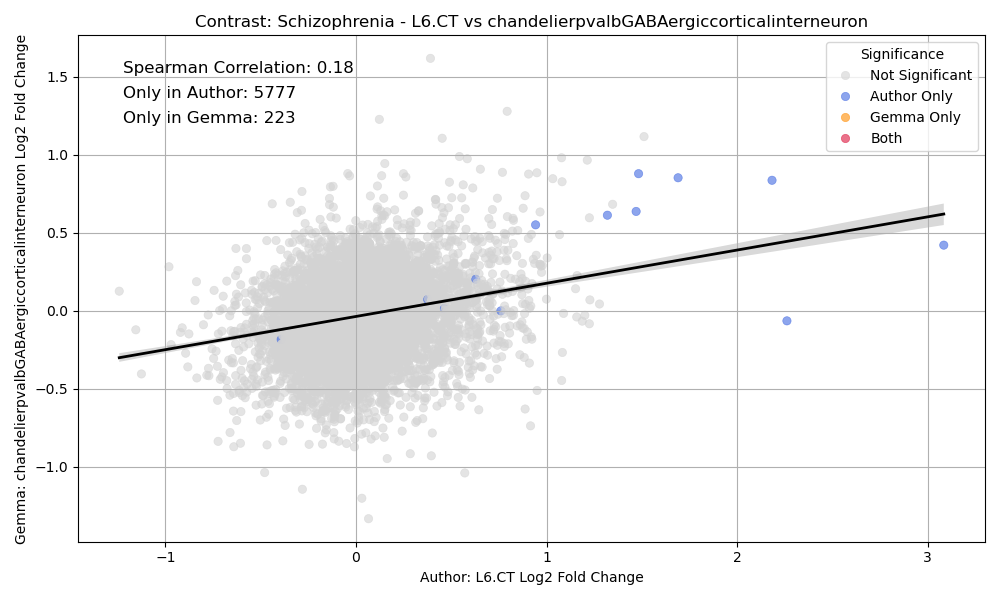 Contrast: Schizophrenia - L6.CT vs chandelierpvalbGABAergiccorticalinterneuron
Spearman Correlation: 0.18
Only in Author: 5777
Only in Gemma: 223
Significance
Not Significant
Author Only
Gemma Only
Both
Gemma: chandelierpvalbGABAergiccorticalinterneuron Log2 Fold Change
1.5
1.0
0.5
0.0
−0.5
−1.0
−1
0
1
2
3
Author: L6.CT Log2 Fold Change